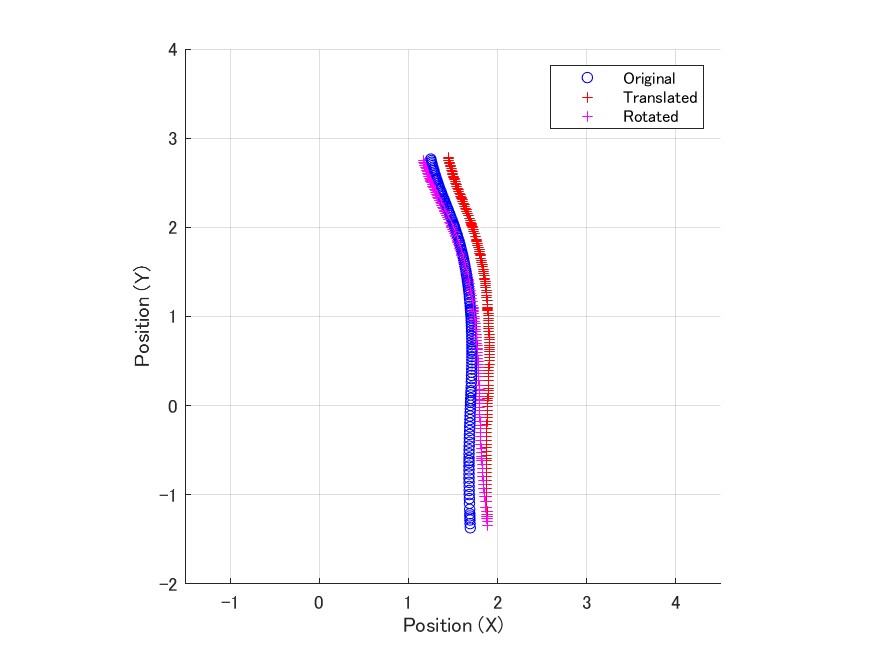 4
3
2
1
0
-1
-2
-1
0
1
2
3
4
Position (X)
Position (Y)
Original
Translated
Rotated